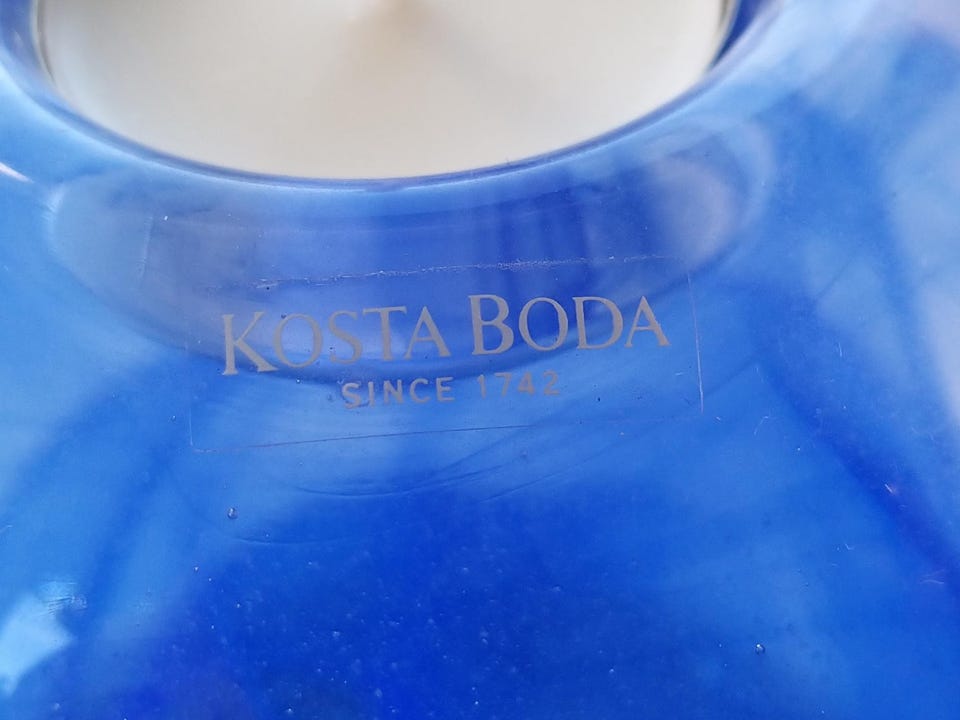 KOSTA BODA
SINCE 1742